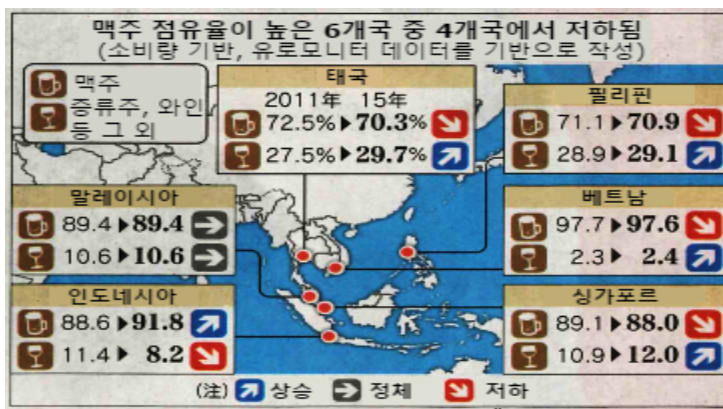 맥주 점유율이 높은 6개국 중 4개국에서 저하됨
(소비량 기반, 유로모니터 데이터를 기반으로 작성)
맥주
증류주, 와인
등 그 외
태국
2011年 15年
72.5%▶70.3%
27.5%▶29.7%
필리핀
71.1▶70.9
28.9▶29.1
말레이시아
89.4▶89.4
10.6▶10.6
베트남
97.7▶97.6
2.3▶ 2.4
인도네시아
88.6▶91.8
11.4▶ 8.2
싱가포르
89.1▶88.0
10.9▶12.0
(注) 상승 정체 저하